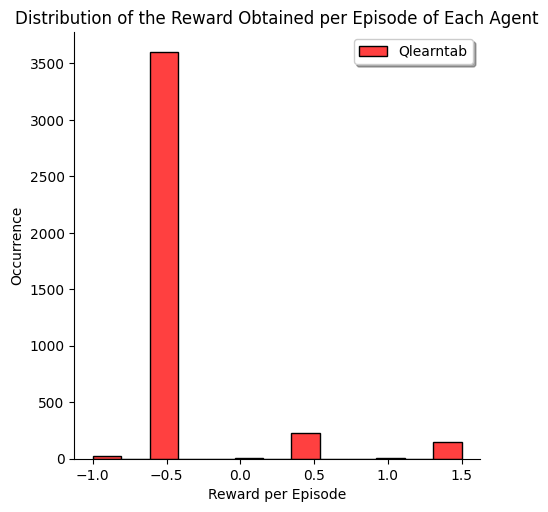 Distribution of the Reward Obtained per Episode of Each Agent
Qlearntab
3500
3000
2500
2000
1500
1000
500
0
Occurrence
−1.0 −0.5 0.0 0.5 1.0 1.5
Reward per Episode